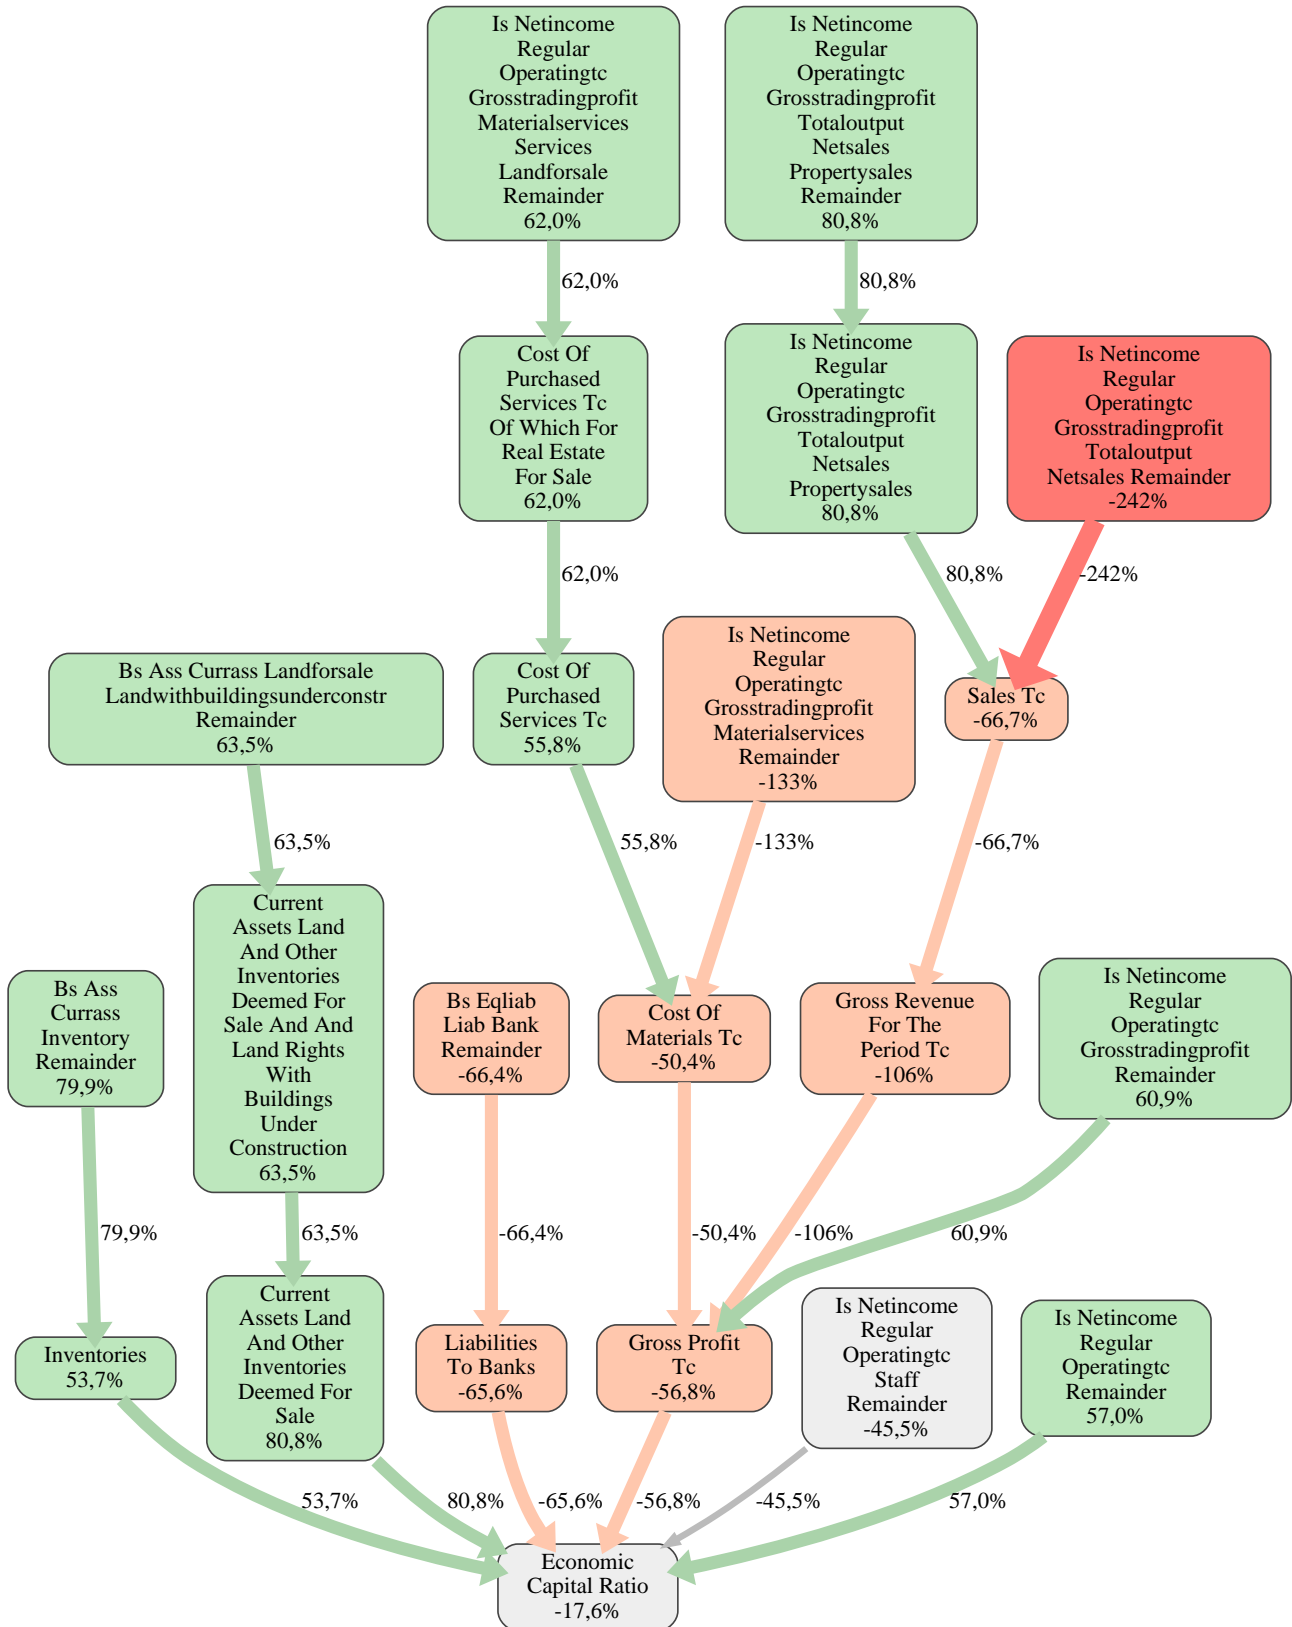 Is Netincome
Regular
Operatingtc
Grosstradingprofit
Materialservices
Services
Landforsale
Remainder
62,0%
Is Netincome
Regular
Operatingtc
Grosstradingprofit
Totaloutput
Netsales
Propertysales
Remainder
80,8%
62,0%
80,8%
Cost Of
Purchased
Services Tc
Of Which For
Real Estate
For Sale
62,0%
Is Netincome
Regular
Operatingtc
Grosstradingprofit
Totaloutput
Netsales
Propertysales
80,8%
Is Netincome
Regular
Operatingtc
Grosstradingprofit
Totaloutput
Netsales Remainder
-242%
62,0%
80,8%
-242%
Bs Ass Currass Landforsale
Landwithbuildingsunderconstr
Remainder
63,5%
Cost Of
Purchased
Services Tc
55,8%
Is Netincome
Regular
Operatingtc
Grosstradingprofit
Materialservices
Remainder
-133%
Sales Tc
-66,7%
63,5%
55,8%
-133%
-66,7%
Bs Ass
Currass
Inventory
Remainder
79,9%
Current
Assets Land
And Other
Inventories
Deemed For
Sale And And
Land Rights
With
Buildings
Under
Construction
63,5%
Bs Eqliab
Liab Bank
Remainder
-66,4%
Cost Of
Materials Tc
-50,4%
Gross Revenue
For The
Period Tc
-106%
Is Netincome
Regular
Operatingtc
Grosstradingprofit
Remainder
60,9%
79,9%
63,5%
-66,4%
-50,4%
-106%
60,9%
Inventories
53,7%
Current
Assets Land
And Other
Inventories
Deemed For
Sale
80,8%
Liabilities
To Banks
-65,6%
Gross Profit
Tc
-56,8%
Is Netincome
Regular
Operatingtc
Staff
Remainder
-45,5%
Is Netincome
Regular
Operatingtc
Remainder
57,0%
53,7%
80,8%
-65,6%
-56,8%
-45,5%
57,0%
Economic
Capital Ratio
-17,6%